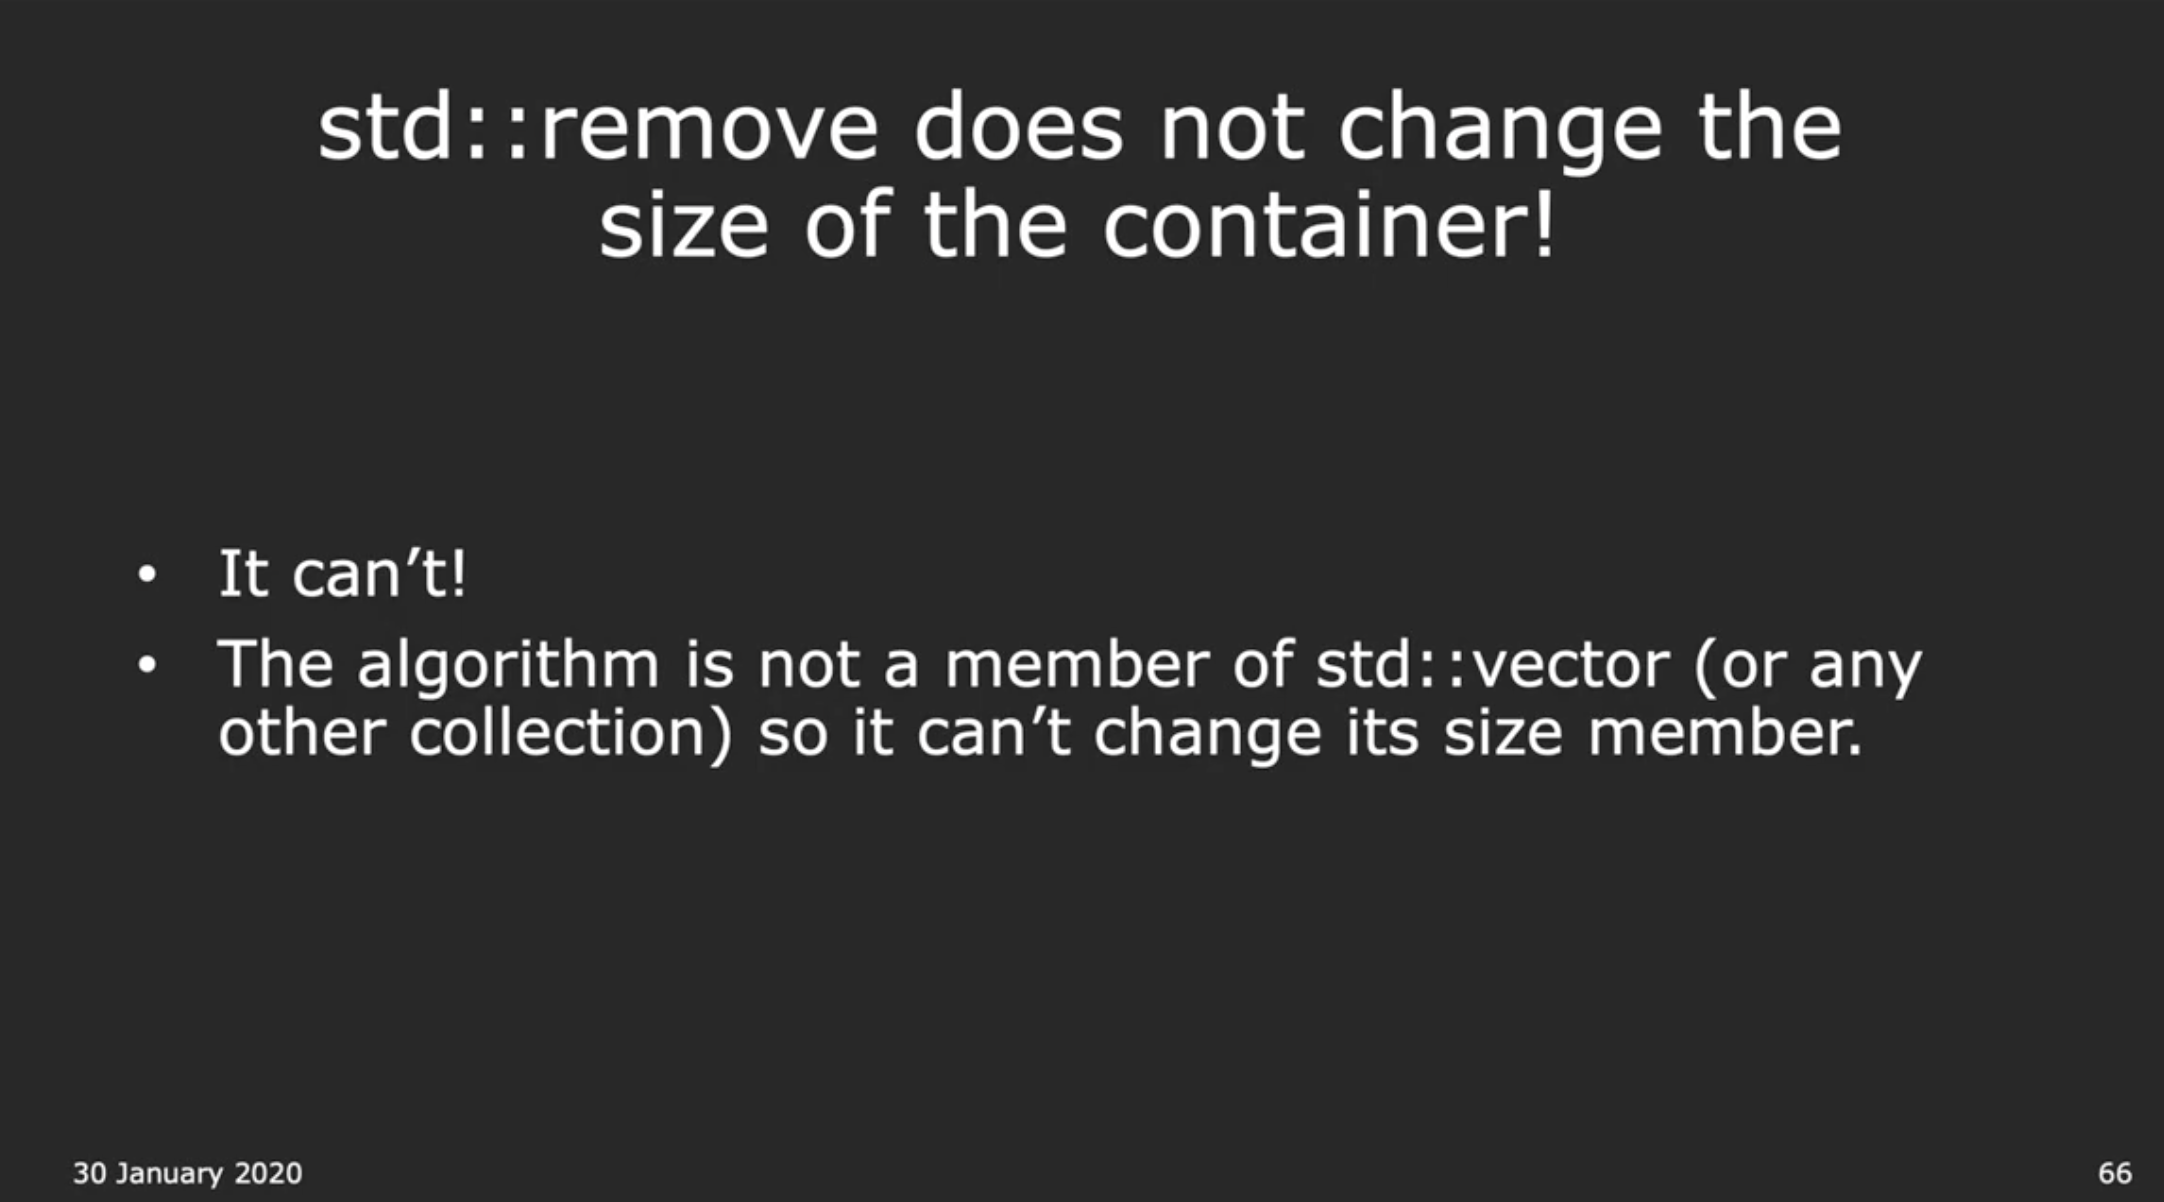 std::remove does not change the
size of the container!
• It can’t!
• The algorithm is not a member of std::vector (or any
other collection) so it can’t change its size member.
30 January 2020
66